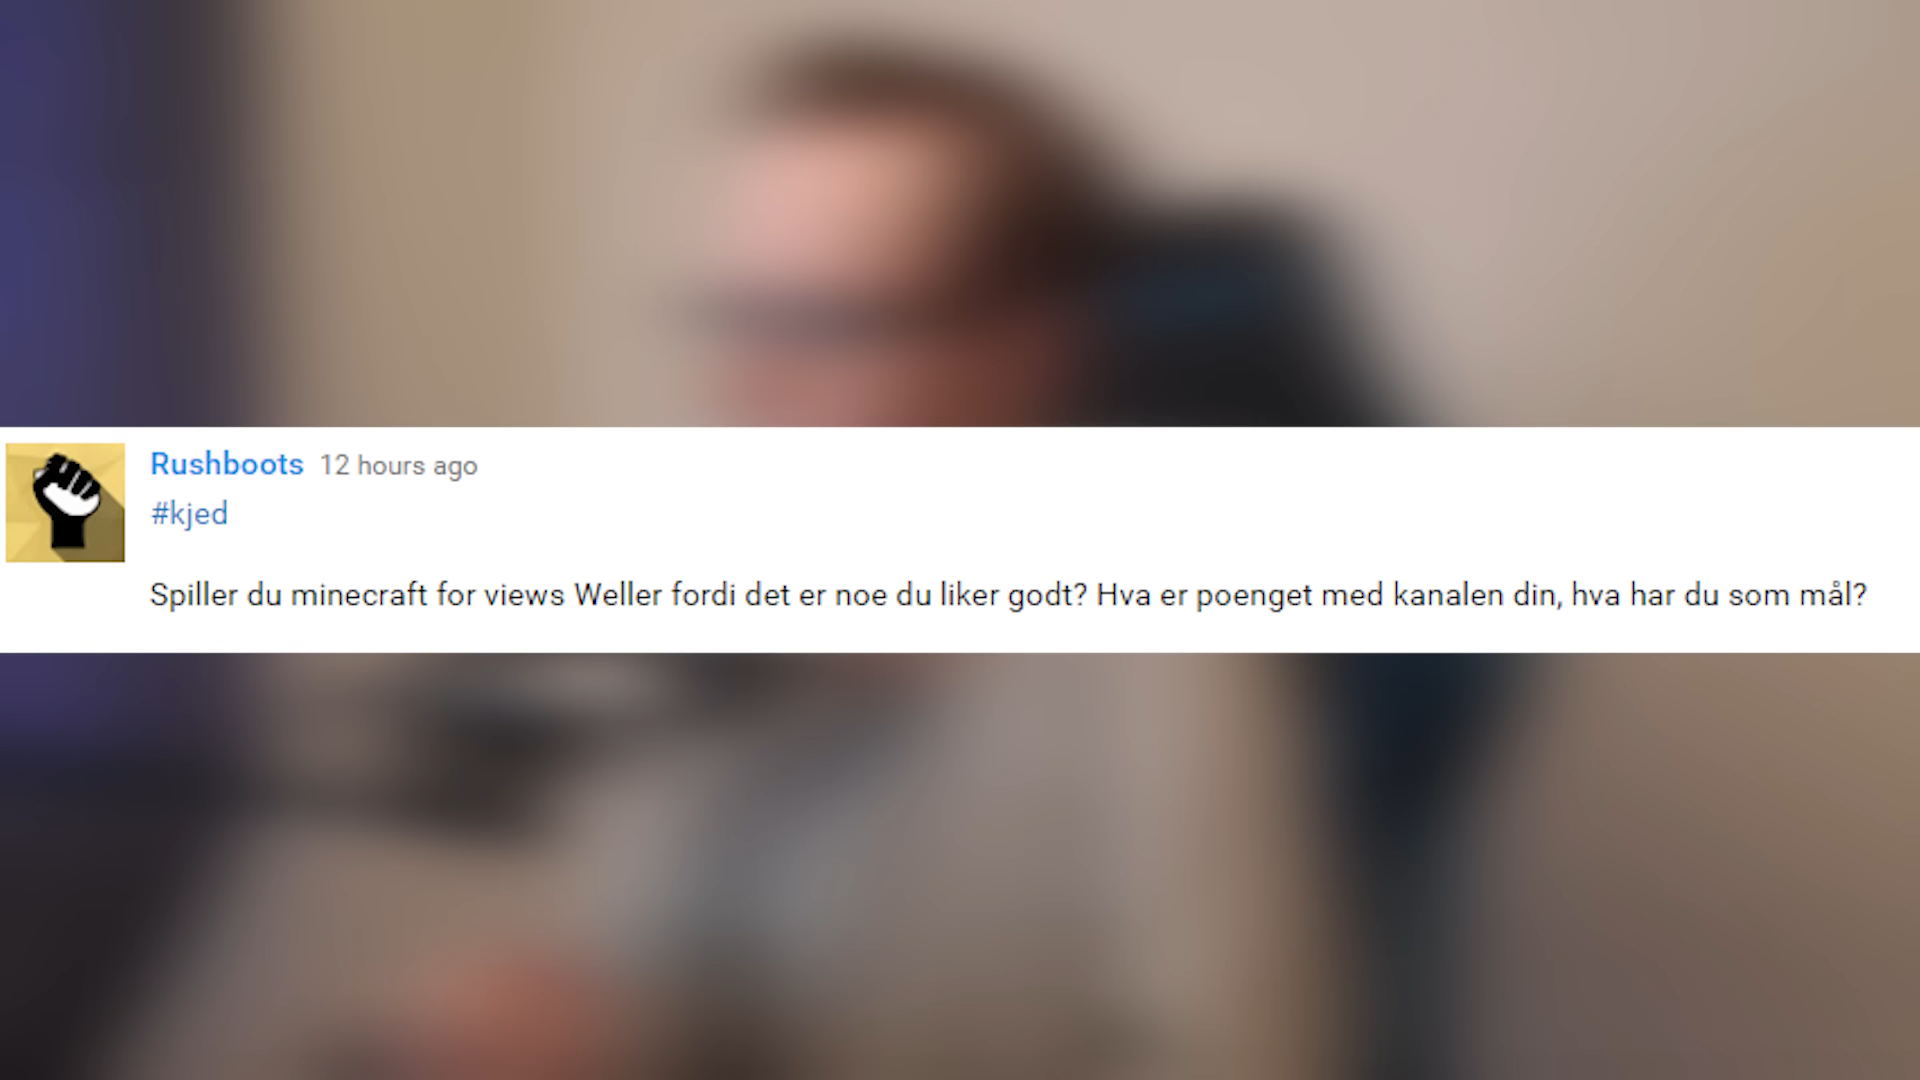 Rushboots 12 hours ago
#kjed
Spiller du minecraft for views Weller fordi det er noe du liker godt? Hva er poenget med kanalen din, hva har du som mål?